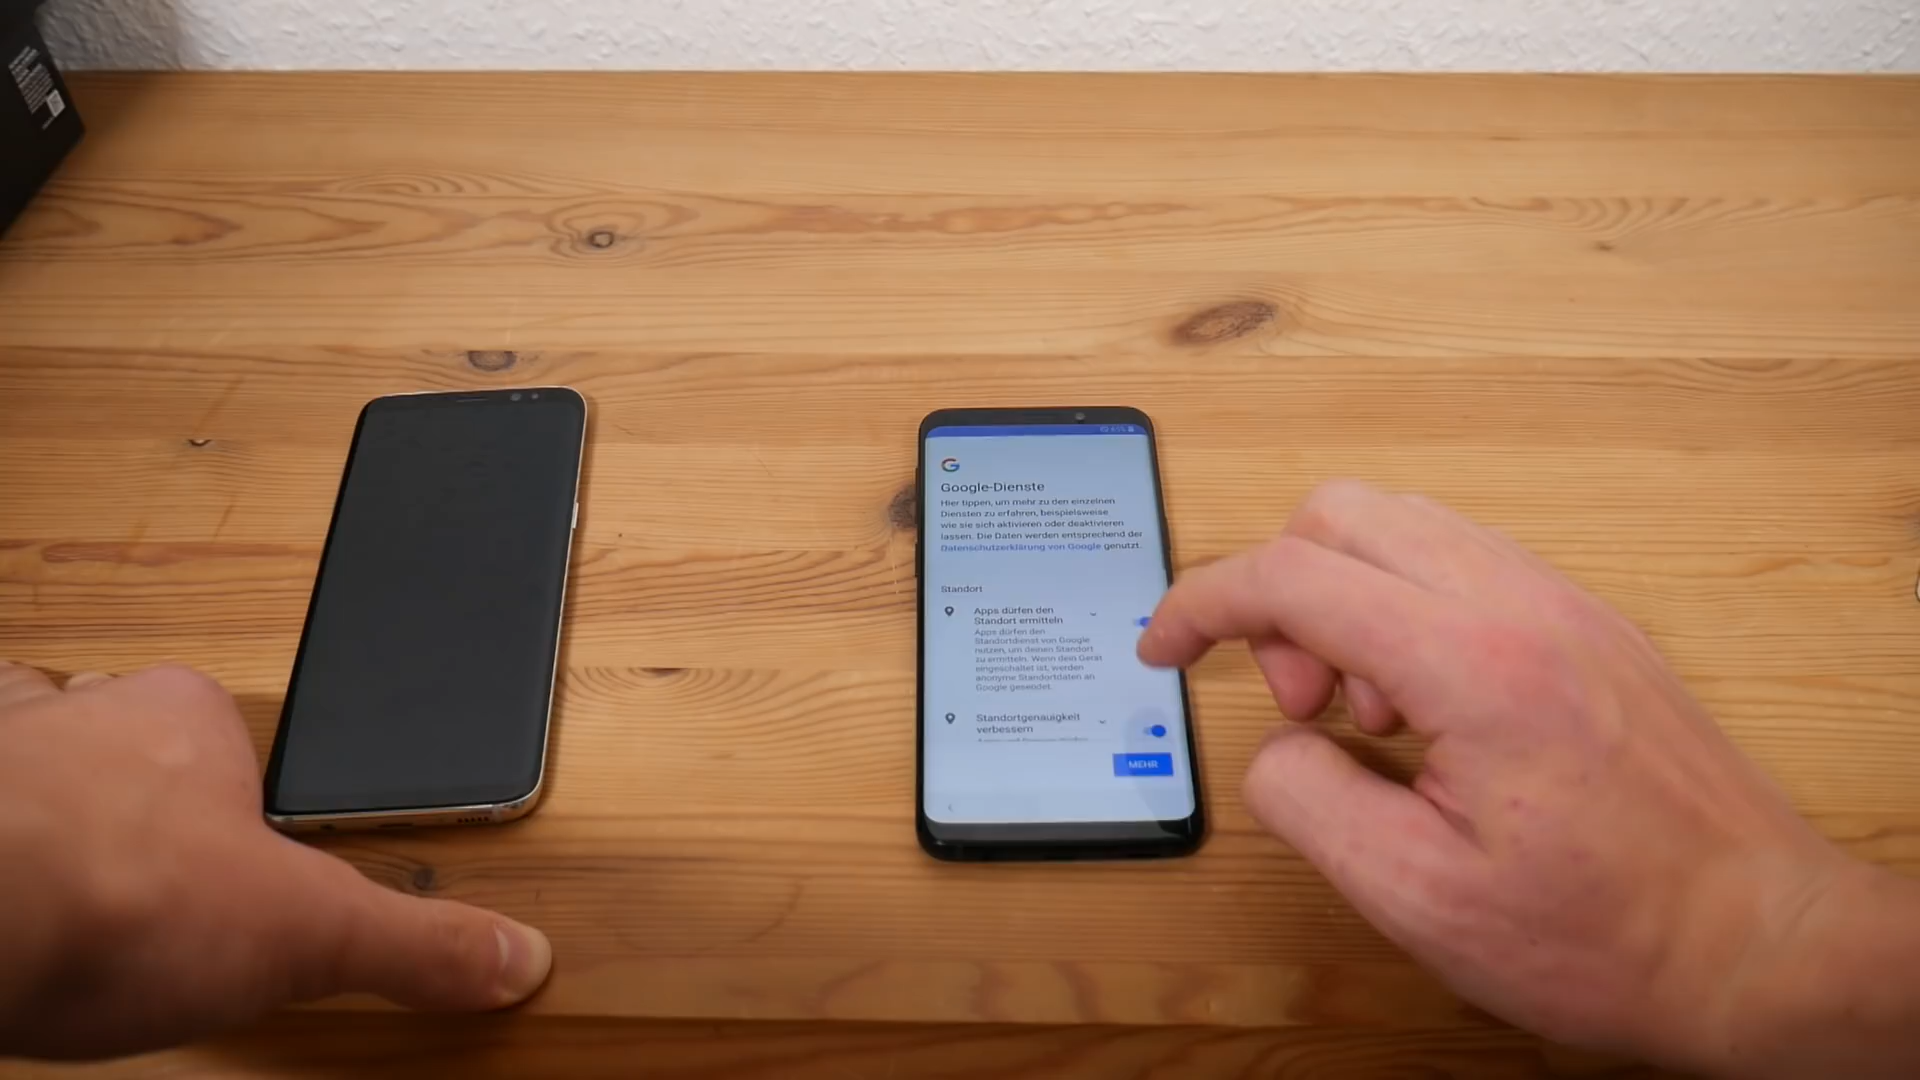 Google-Dienste
Hier tippen, um mehr zu den einzelnen
Diensten zu erfahren, beispielsweise
wie sie sich aktivieren oder deaktivieren
lassen. Die Daten werden entsprechend der
Datenschutzerklärung von Google genutzt.
Standort
Apps dürfen den
Standort ermitteln
Apps dürfen den
Standortdienst von Google
nutzen, um deinen Standort
zu ermitteln. Wenn dein Gerät
eingeschaltet ist, werden
anonyme Standortdaten an
Google gesendet.
Standortgenauigkeit
verbessern
MEHR